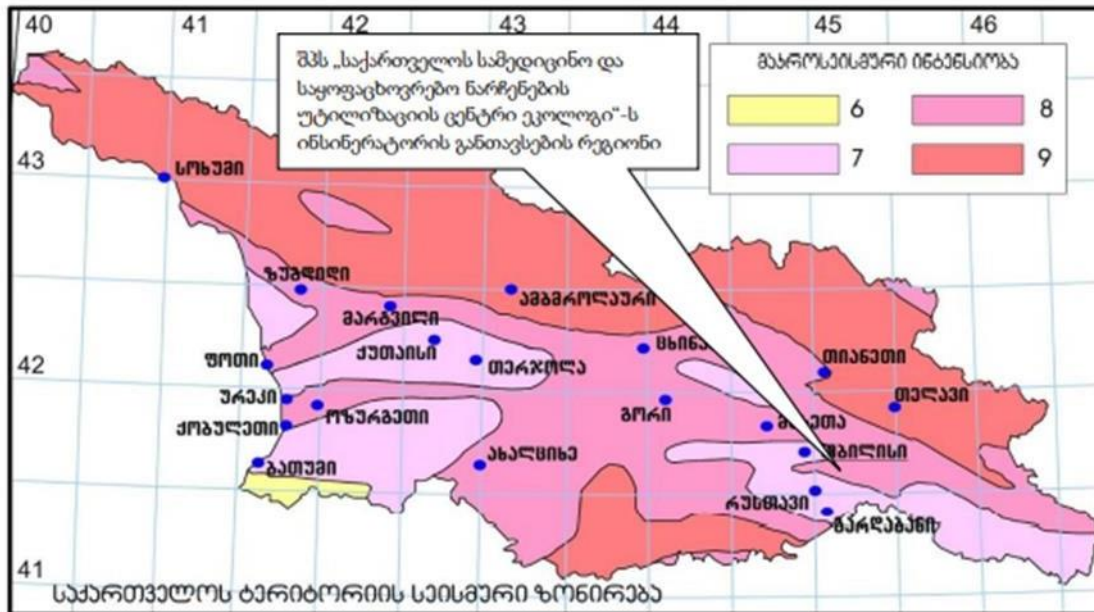 40 41 42 43 44 45 46
შპს „საქართველოს სამედიცინო და
საყოფაცხოვრებო ნარჩენების
უტილიზაციის ცენტრი ეკოლოგი“-ს
ინსინერატორის განთავსების რეგიონი
მაკროსეისმური ინტენსიობა
6 8
7 9
43
სოხუმი
ზუგდიდი
ამბროლაური
მარტვილი
ცხინვა
ქუთაისი
ფოთი
თერჯოლა
თიანეთი
42
ურეკი
თელავი
ოზურგეთი
გორი
ქობულეთი
ახალციხე
ბათუმი
რუსთავი
გარდაბანი
41
საქართველოს ტერიტორიის სეისმური ზონირება